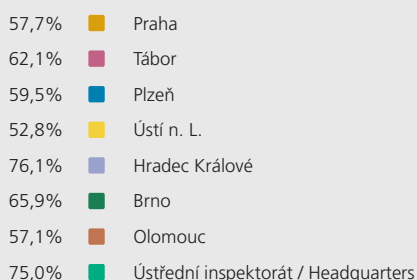 57,7% Praha
62,1% Tábor
59,5% Plzeň
52,8% Ústí n. L.
76,1% Hradec Králové
65,9% Brno
57,1% Olomouc
75,0% Ústřední inspektorát / Headquarters